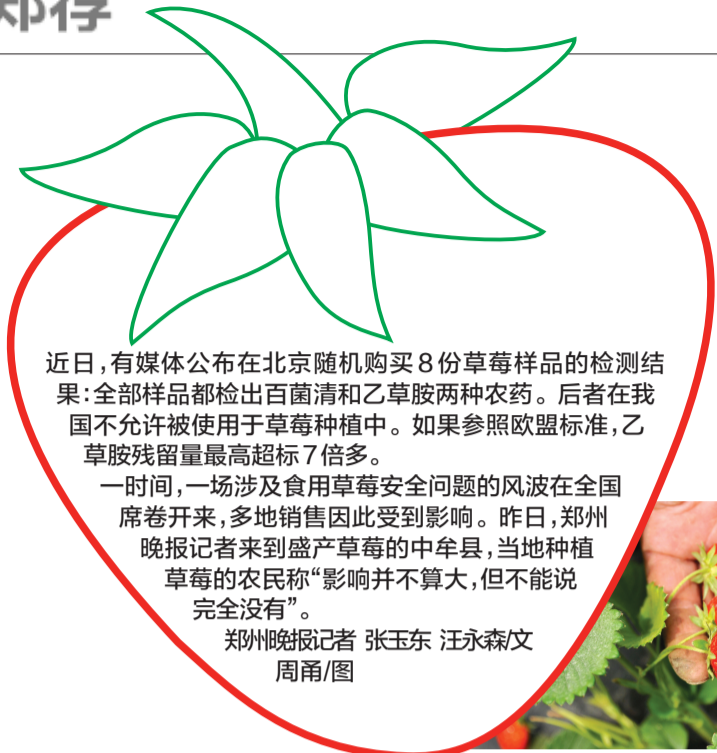 近日,有媒体公布在北京随机购买8份草莓样品的检测结
果:全部样品都检出百菌清和乙草胺两种农药。后者在我
国不允许被使用于草莓种植中。如果参照欧盟标准,乙
草胺残留量最高超标7倍多。
一时间,一场涉及食用草莓安全问题的风波在全国
席卷开来,多地销售因此受到影响。昨日,郑州
晚报记者来到盛产草莓的中牟县,当地种植
草莓的农民称“影响并不算大,但不能说
完全没有”。
郑州晚报记者 张玉东 汪永森/文
周甬/图